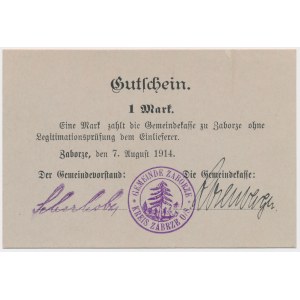 Gutschein.
1 Mark.
Eine Mark zahlt die Gemeindekasse zu Zaborze ohne
Legitimationsprüfung dem Einlieferer.
Zaborze, den 7. August 1914.
Der Gemeindevorstand: Die Gemeindekasse:
GEMEINDE ZABORZE
KREIS ZABRZE O/S.